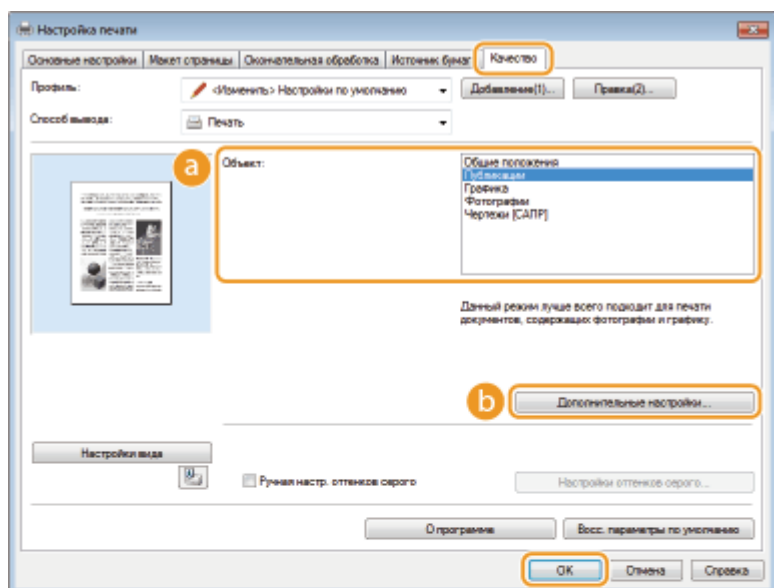 Настройка печати
Основные настройки Макет страницы Окончательная обработка Источник бумаг Качество
Профиль: <Изменить> Настройки по умолчанию Добавление(1)... Правка(2)...
Способ вывода: Печать
a Объект: Общие положения
Публикации
Графика
Фотографии
Чертежи [САПР]
Данный режим лучше всего подходит для печати
документов, содержащих фотографии и графику.
b Дополнительные настройки...
Настройки вида
Ручная настр. оттенков серого Настройки оттенков серого...
О программе Восс. параметры по умолчанию
OK Отмена Справка